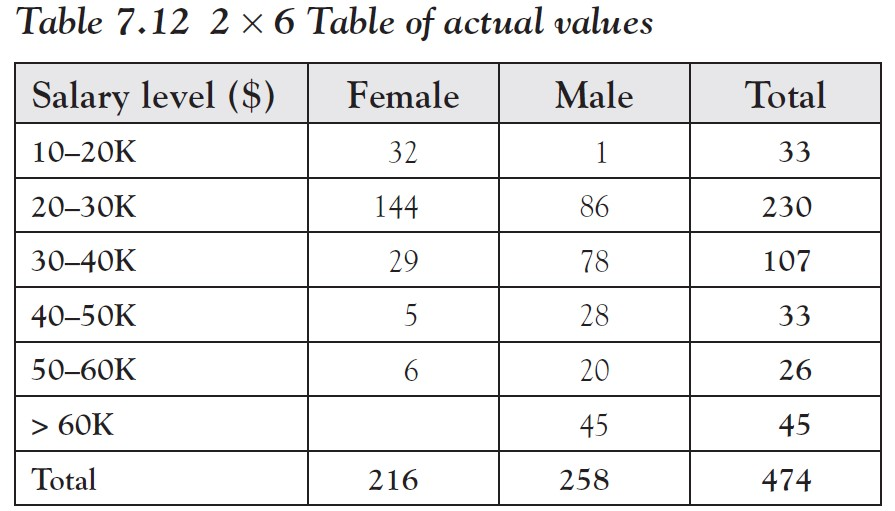 Table 7.12 2 × 6 Table of actual values
Salary level ($) Female Male Total
10–20K 32 1 33
20–30K 144 86 230
30–40K 29 78 107
40–50K 5 28 33
50–60K 6 20 26
> 60K 45 45
Total 216 258 474